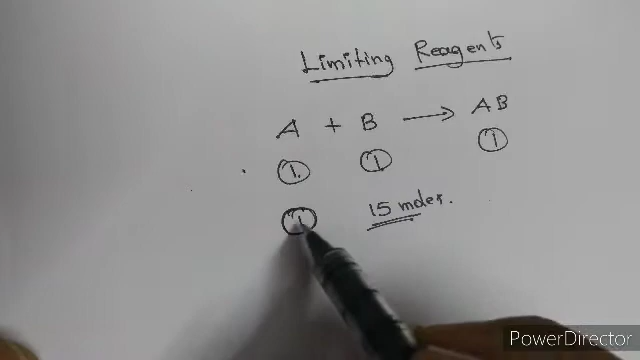 Limiting Reagents
A + B → AB
1. 1 1
1 15 moles.
PowerDirector